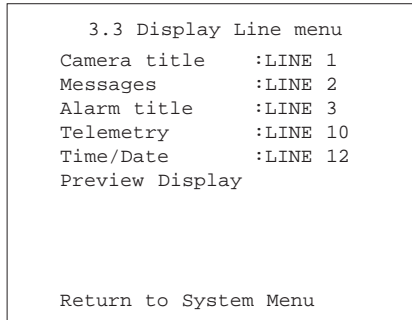 3.3 Display Line menu
Camera title :LINE 1
Messages :LINE 2
Alarm title :LINE 3
Telemetry :LINE 10
Time/Date :LINE 12
Preview Display
Return to System Menu